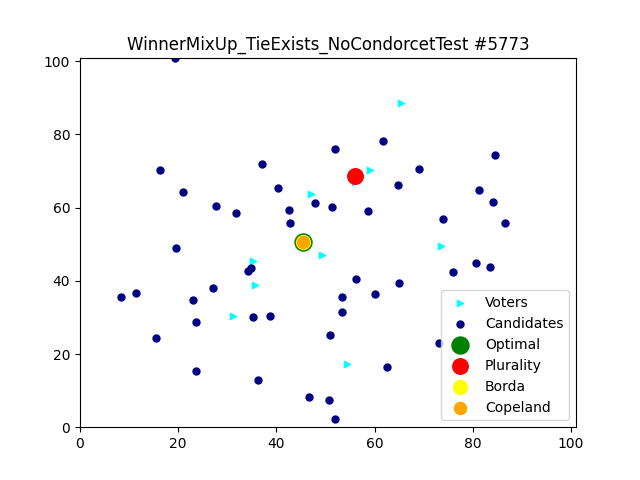 WinnerMixUp_TieExists_NoCondorcetTest #5773
100
80
60
40
20
0
0 20 40 60 80 100
Voters
Candidates
Optimal
Plurality
Borda
Copeland